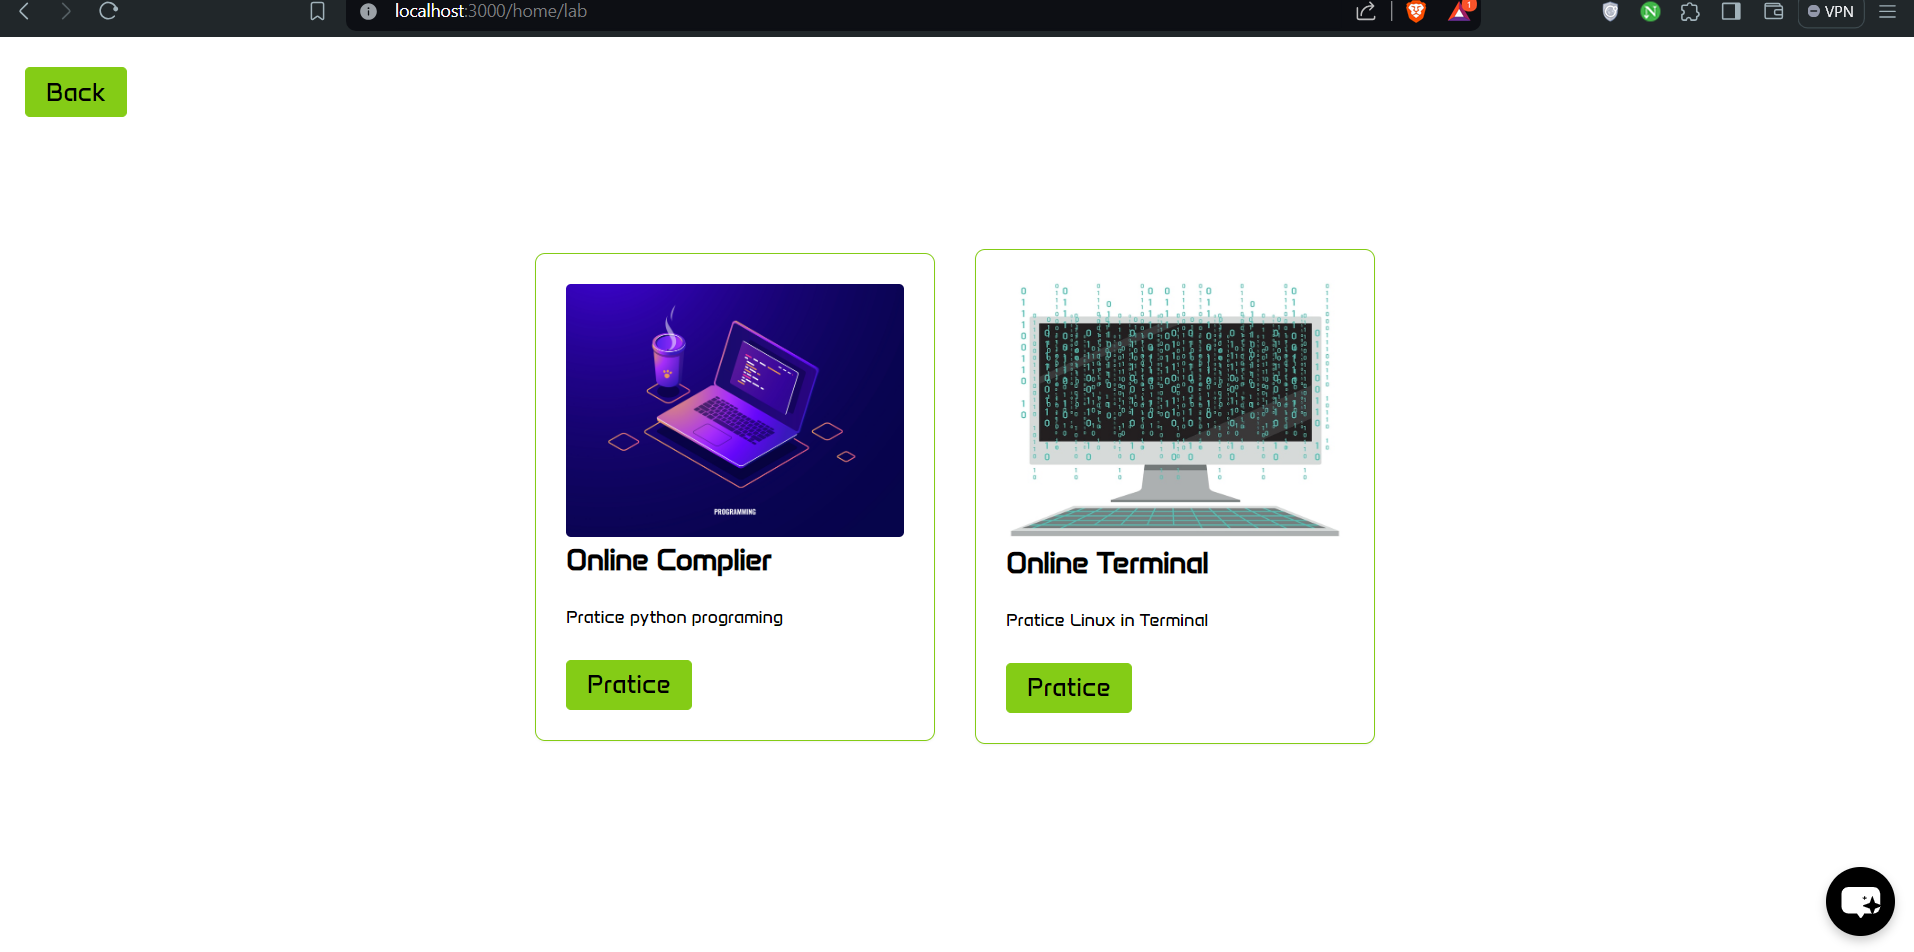 localhost:3000/home/lab
1
N
VPN
Back
PROGRAMMING
Online Complier
Pratice python programing
Pratice
Online Terminal
Pratice Linux in Terminal
Pratice